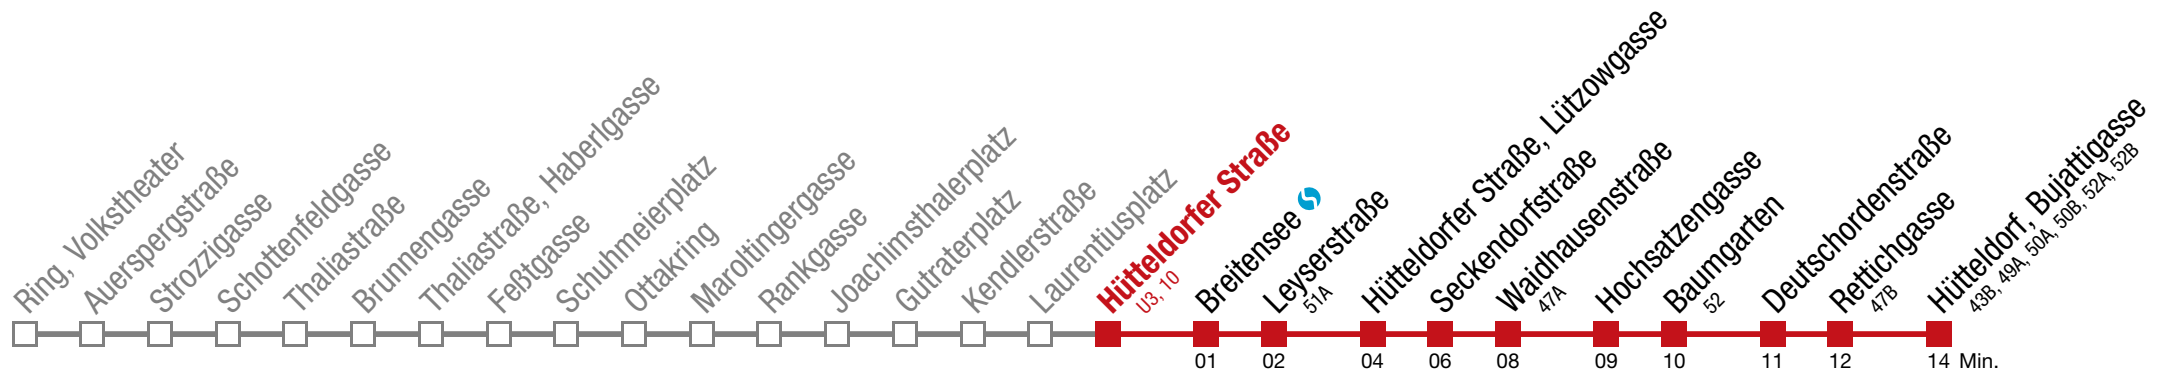 Ring, Volkstheater
Auerspergstraße
Strozzigasse
Schottenfeldgasse
Thaliastraße
Brunnengasse
Thaliastraße, Haberlgasse
Feßtgasse
Schuhmeierplatz
Ottakring
Maroltingergasse
Rankgasse
Joachimsthalerplatz
Gutraterplatz
Kendlerstraße
Laurentiusplatz
Hütteldorfer Straße
U3, 10
Breitensee
Leyserstraße
51A
Hütteldorfer Straße, Lützowgasse
Seckendorfstraße
Waidhausenstraße
47A
Hochsatzengasse
Baumgarten
52
Deutschordenstraße
Rettichgasse
47B
Hütteldorf, Bujattigasse
43B, 49A, 50A, 50B, 52A, 52B
01 02 04 06 08 09 10 11 12 14 Min.